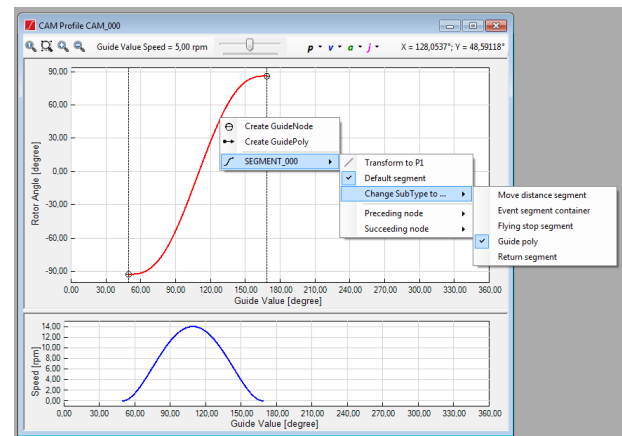 CAM Profile CAM_000
Guide Value Speed = 5,00 rpm p v a j X = 128,0537°; Y = 48,59118°
90,00
60,00
30,00
0,00
-30,00
-60,00
-90,00
Rotor Angle [degree]
0,00 30,00 60,00 90,00 120,00 150,00 180,00 210,00 240,00 270,00 300,00 330,00 360,00
Guide Value [degree]
Create GuideNode
Create GuidePoly
SEGMENT_000
Transform to P1
Default segment
Change SubType to ...
Preceding node
Succeeding node
Move distance segment
Event segment container
Flying stop segment
Guide poly
Return segment
14,00
12,00
10,00
8,00
6,00
4,00
2,00
0,00
Speed [rpm]
0,00 30,00 60,00 90,00 120,00 150,00 180,00 210,00 240,00 270,00 300,00 330,00 360,00
Guide Value [degree]